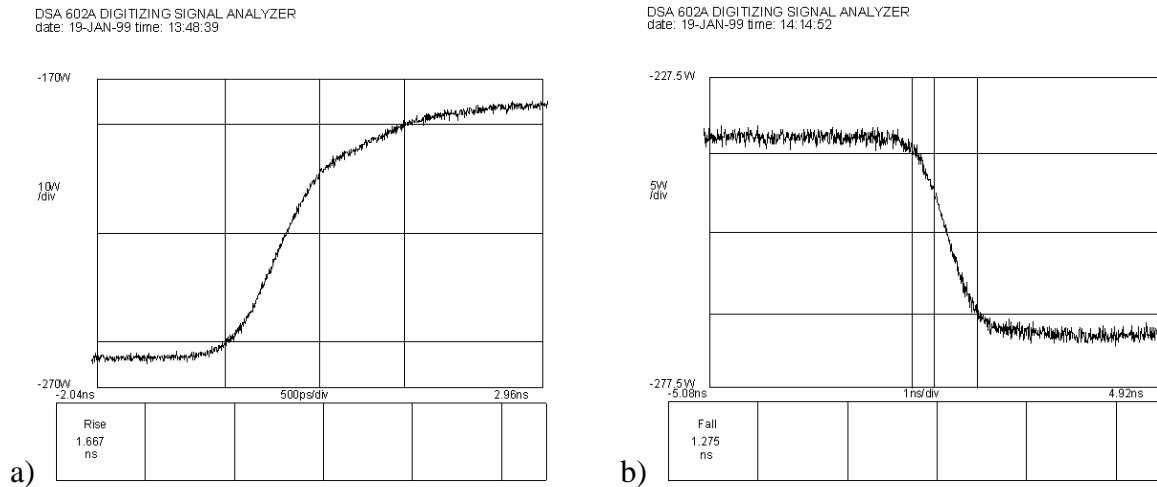 DSA 602A DIGITIZING SIGNAL ANALYZER
date: 19-JAN-99 time: 13:48:39
-170W
10W
/div
-270W
-2.04ns
500ps/div
2.96ns
Rise
1.667
ns
a)
DSA 602A DIGITIZING SIGNAL ANALYZER
date: 19-JAN-99 time: 14:14:52
-227.5W
5W
/div
-277.5W
-5.08ns
1ns/div
4.92ns
Fall
1.275
ns
b)